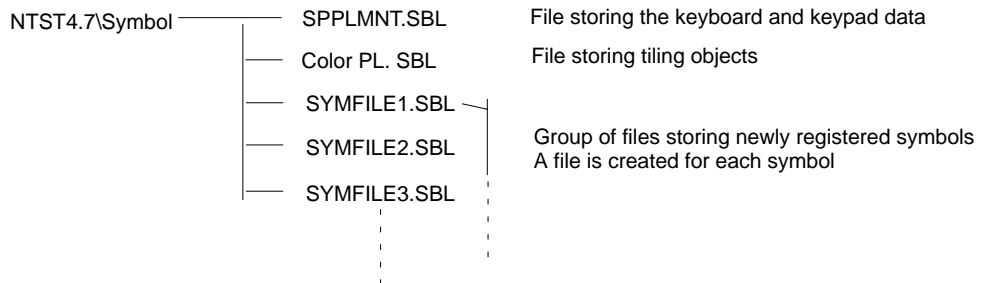 NTST4.7\Symbol SPPLMNT.SBL File storing the keyboard and keypad data
Color PL. SBL File storing tiling objects
SYMFILE1.SBL
SYMFILE2.SBL Group of files storing newly registered symbols
A file is created for each symbol
SYMFILE3.SBL